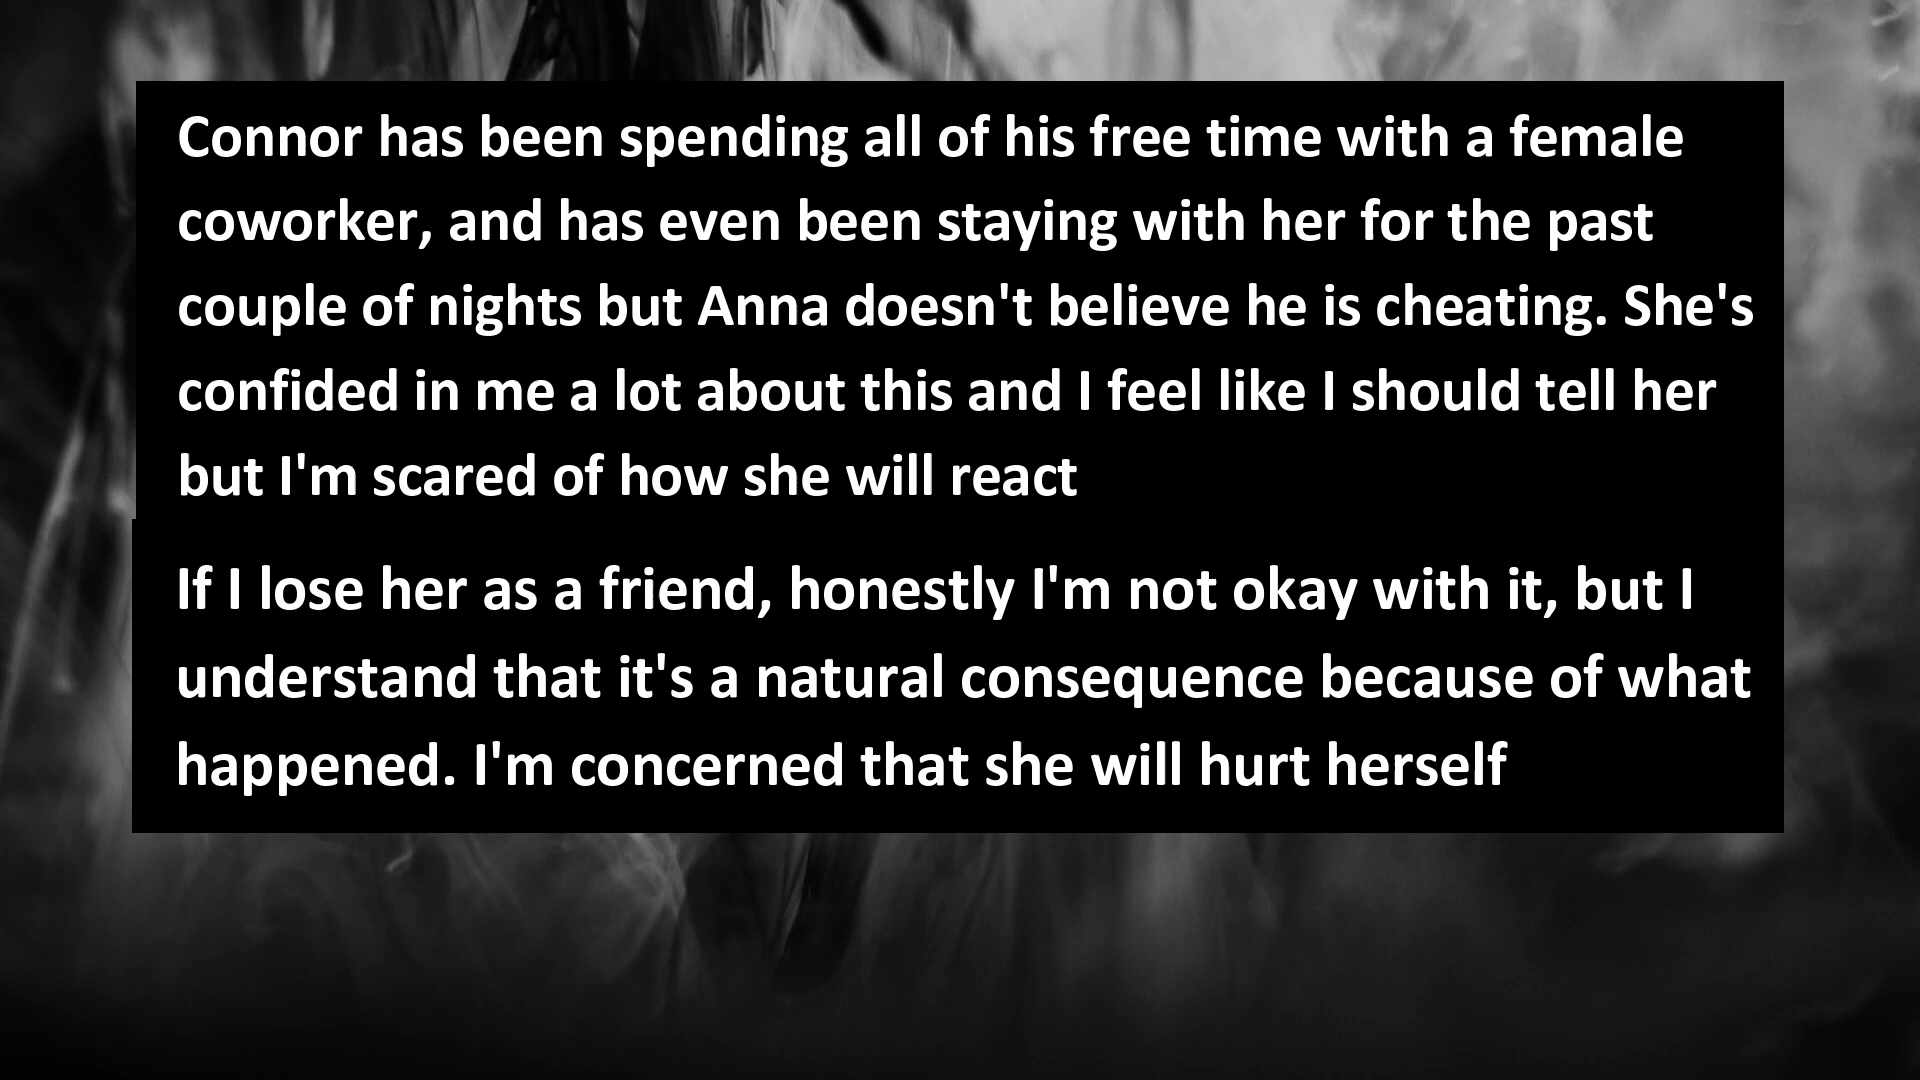 Connor has been spending all of his free time with a female
coworker, and has even been staying with her for the past
couple of nights but Anna doesn't believe he is cheating. She's
confided in me a lot about this and I feel like I should tell her
but I'm scared of how she will react
If I lose her as a friend, honestly I'm not okay with it, but I
understand that it's a natural consequence because of what
happened. I'm concerned that she will hurt herself